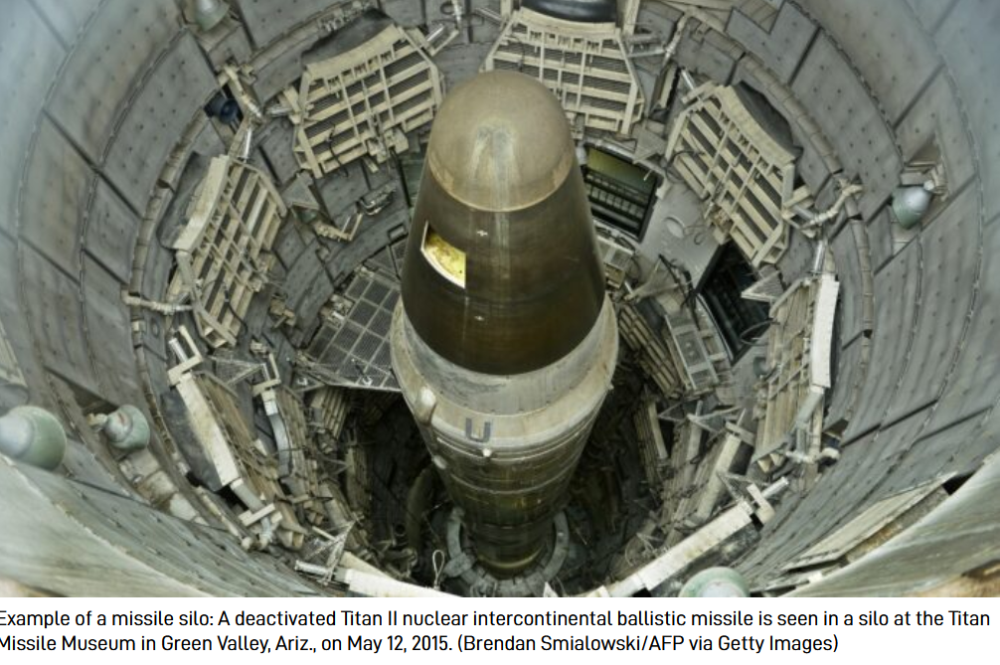 Example of a missile silo: A deactivated Titan II nuclear intercontinental ballistic missile is seen in a silo at the Titan
Missile Museum in Green Valley, Ariz., on May 12, 2015. (Brendan Smialowski/AFP via Getty Images)
U